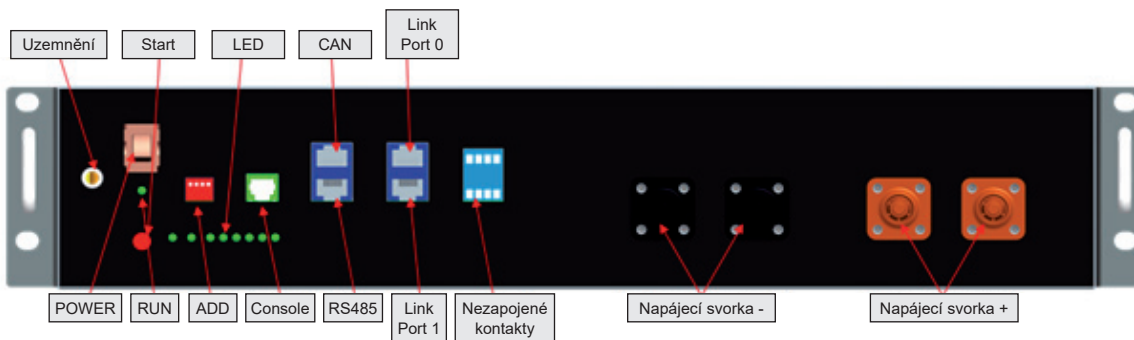 Link
Port 0
Uzemnění
Start
LED
CAN
POWER
RUN
ADD
Console
RS485
Link
Port 1
Nezapojené
kontakty
Napájecí svorka -
Napájecí svorka +